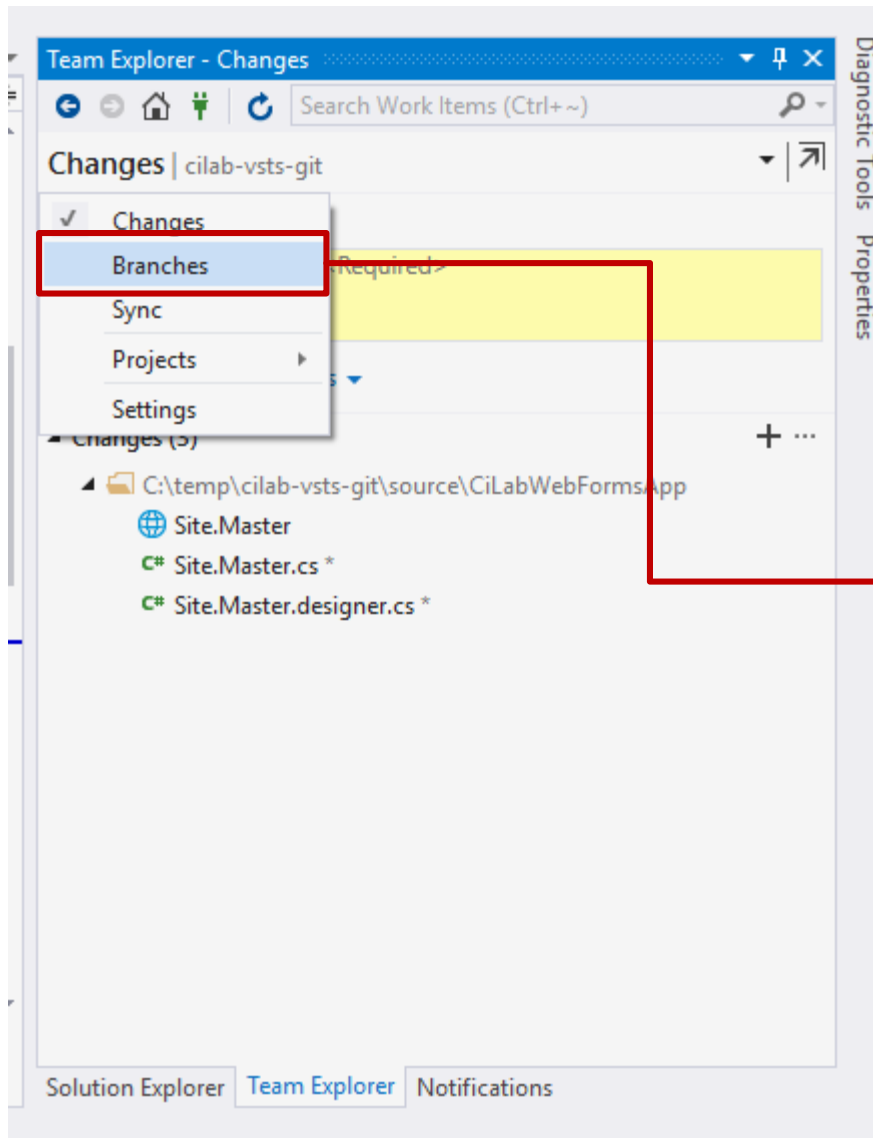 Team Explorer - Changes
Search Work Items (Ctrl+~)
Changes | cilab-vsts-git
Changes
Branches
<Required>
Sync
Projects
Settings
C:\temp\cilab-vsts-git\source\CiLabWebFormsApp
Site.Master
C# Site.Master.cs *
C# Site.Master.designer.cs *
Solution Explorer Team Explorer Notifications
Diagnostic Tools
Properties